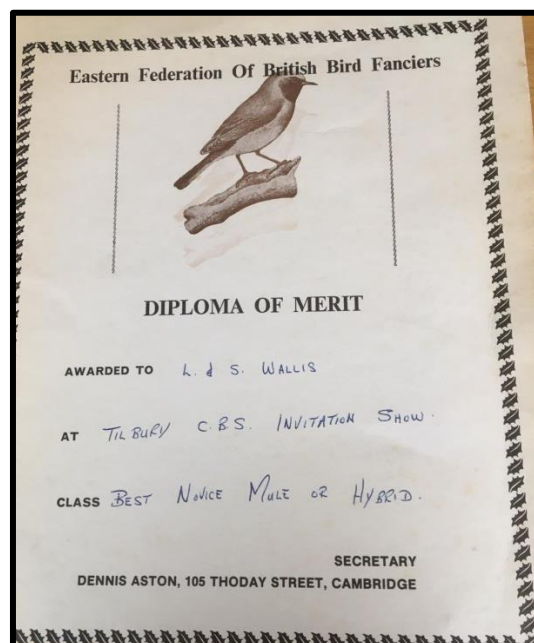 Eastern Federation Of British Bird Fanciers
DIPLOMA OF MERIT
AWARDED TO L. & S. WALLIS
AT TILBURY C.B.S. INVITATION SHOW.
CLASS BEST NOVICE MULE OR HYBRID.
SECRETARY
DENNIS ASTON, 105 THODAY STREET, CAMBRIDGE